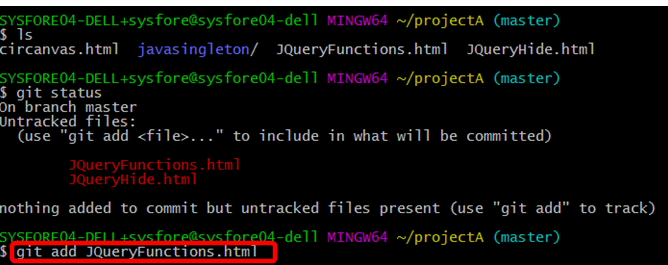 SYSFORE04-DELL+sysfore@sysfore04-dell MINGW64 ~/projectA (master)
$ ls
circanvas.html  javasingleton/  JQueryFunctions.html  JQueryHide.html
SYSFORE04-DELL+sysfore@sysfore04-dell MINGW64 ~/projectA (master)
$ git status
On branch master
Untracked files:
  (use "git add <file>..." to include in what will be committed)
        JQueryFunctions.html
        JQueryHide.html
nothing added to commit but untracked files present (use "git add" to track)
SYSFORE04-DELL+sysfore@sysfore04-dell MINGW64 ~/projectA (master)
$ git add JQueryFunctions.html